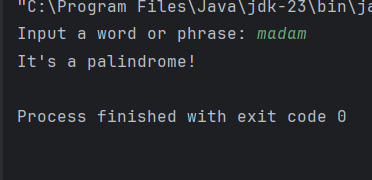 "C:\Program Files\Java\jdk-23\bin\ja
Input a word or phrase: madam
It's a palindrome!
Process finished with exit code 0